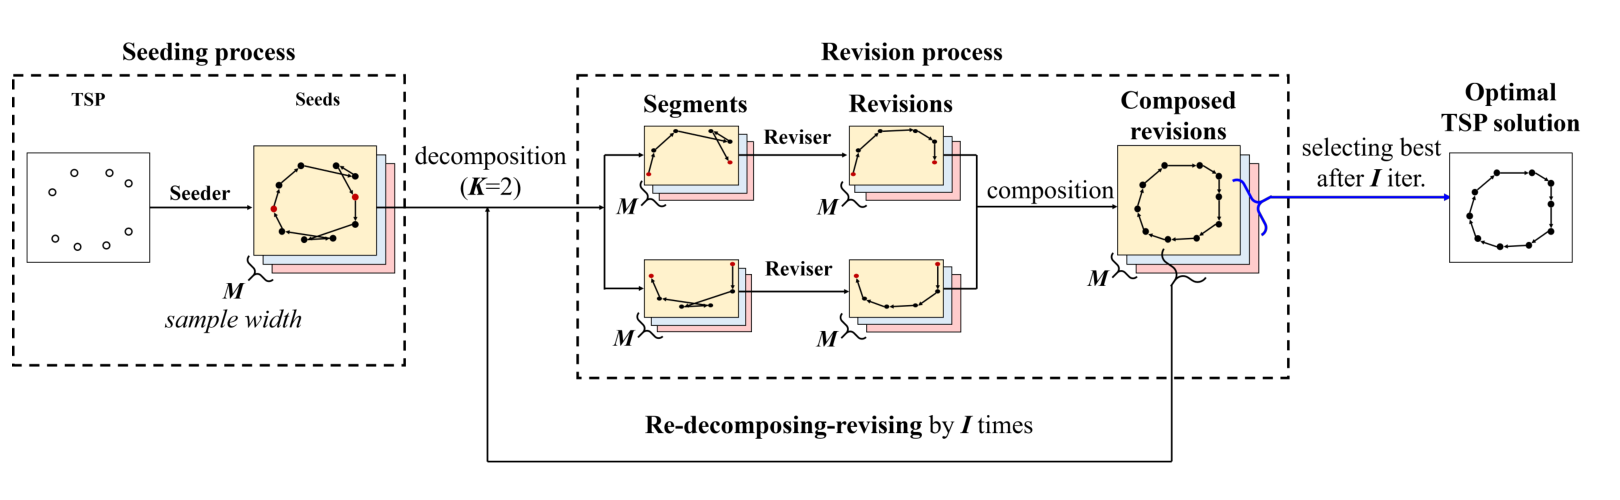 Seeding process
TSP
Seeds
Seeder
M
sample width
decomposition
(K=2)
Revision process
Segments
Revisions
Composed
revisions
Reviser
M
M
Reviser
M
M
composition
M
selecting best
after I iter.
Optimal
TSP solution
Re-decomposing-revising by I times